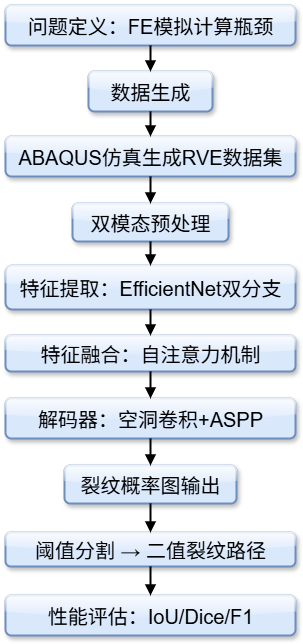 问题定义：FE模拟计算瓶颈
数据生成
ABAQUS仿真生成RVE数据集
双模态预处理
特征提取：EfficientNet双分支
特征融合：自注意力机制
解码器：空洞卷积+ASPP
裂纹概率图输出
阈值分割 → 二值裂纹路径
性能评估：IoU/Dice/F1